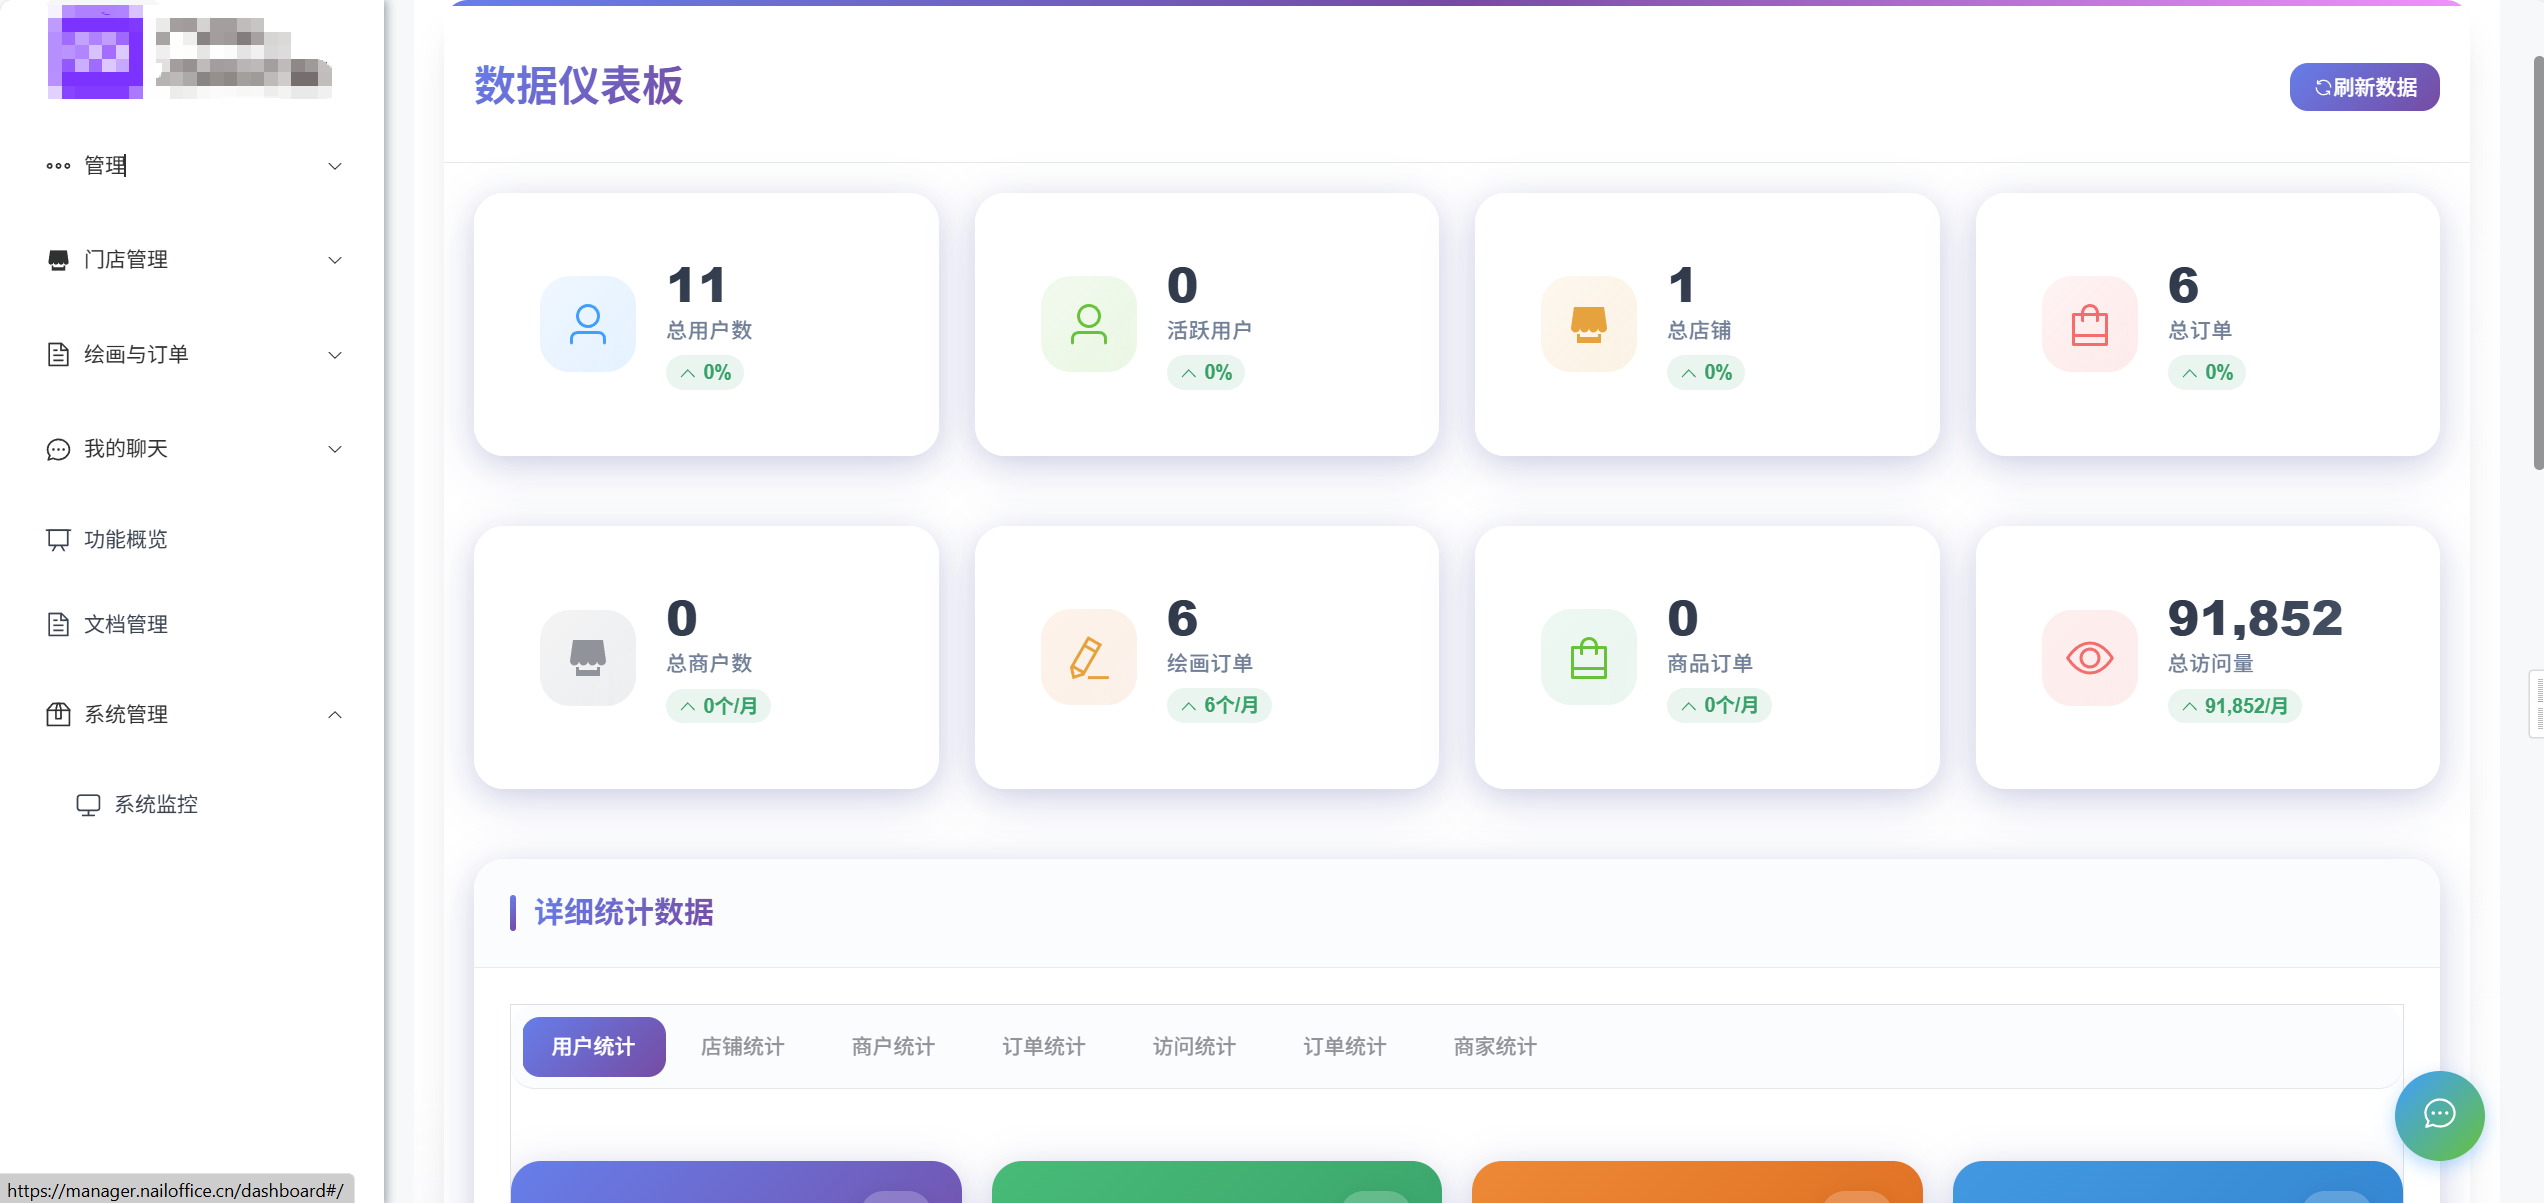 管理
门店管理
绘画与订单
我的聊天
功能概览
文档管理
系统管理
系统监控
https://manager.nailoffice.cn/dashboard#/
数据仪表板
刷新数据
11
总用户数
0%
0
活跃用户
0%
1
总店铺
0%
6
总订单
0%
0
总商户数
0个/月
6
绘画订单
6个/月
0
商品订单
0个/月
91,852
总访问量
91,852/月
详细统计数据
用户统计 店铺统计 商户统计 订单统计 访问统计 订单统计 商家统计